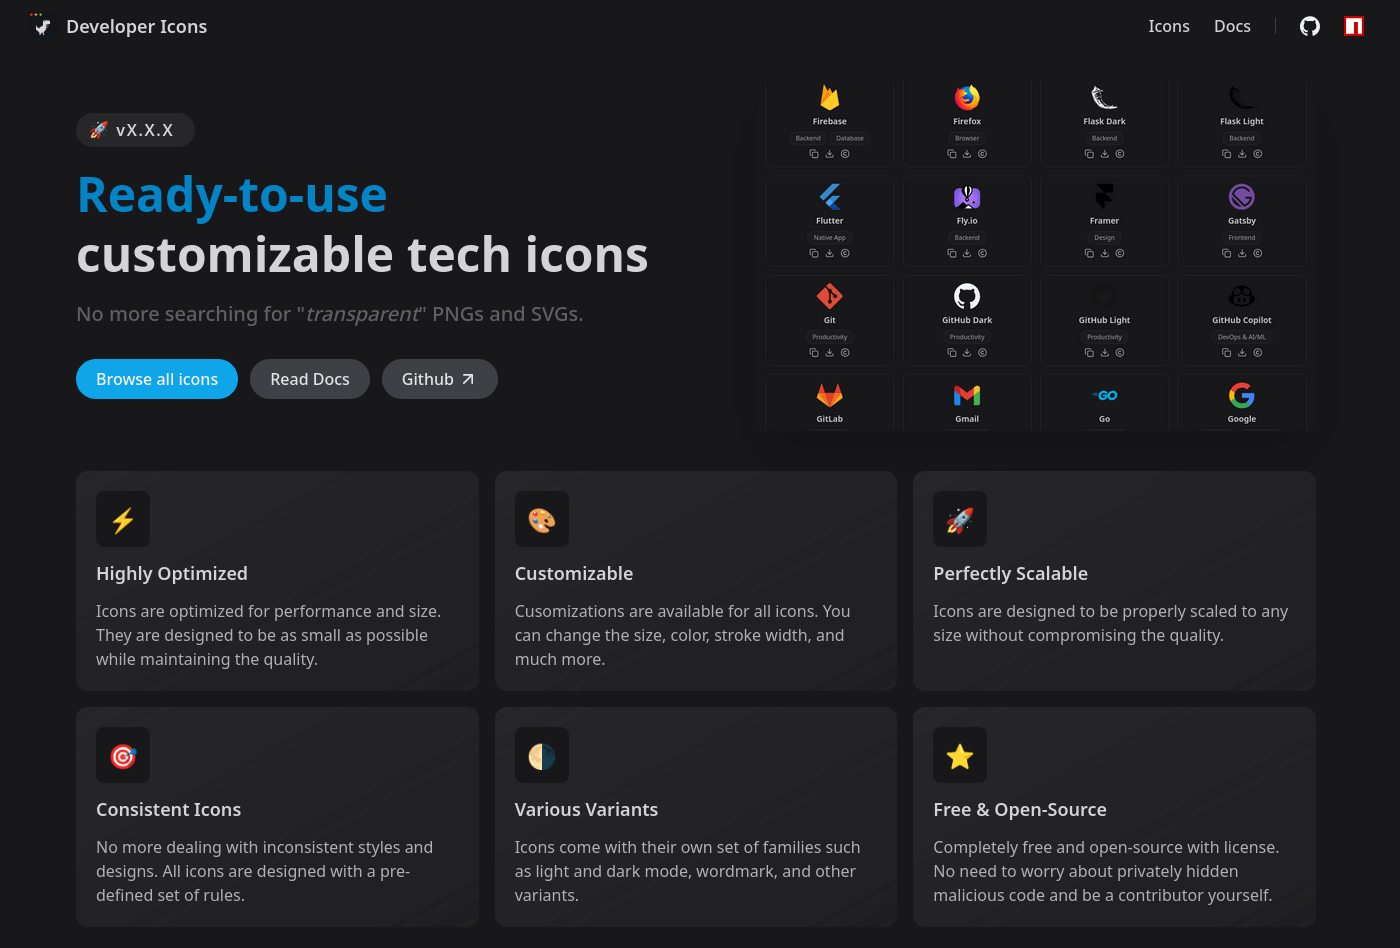 Developer Icons
Icons
Docs
vX.X.X
Ready-to-use
customizable tech icons
No more searching for "transparent" PNGs and SVGs.
Browse all icons
Read Docs
Github
Firebase
Firefox
Flask Dark
Flask Light
Backend
Database
Browser
Backend
Backend
Flutter
Fly.io
Framer
Gatsby
Native App
Backend
Design
Frontend
Git
GitHub Dark
GitHub Light
GitHub Copilot
Productivity
Productivity
Productivity
DevOps & AI/ML
GitLab
Gmail
Go
Google
Highly Optimized
Icons are optimized for performance and size.
They are designed to be as small as possible
while maintaining the quality.
Customizable
Cusomizations are available for all icons. You
can change the size, color, stroke width, and
much more.
Perfectly Scalable
Icons are designed to be properly scaled to any
size without compromising the quality.
Consistent Icons
No more dealing with inconsistent styles and
designs. All icons are designed with a pre-
defined set of rules.
Various Variants
Icons come with their own set of families such
as light and dark mode, wordmark, and other
variants.
Free & Open-Source
Completely free and open-source with license.
No need to worry about privately hidden
malicious code and be a contributor yourself.